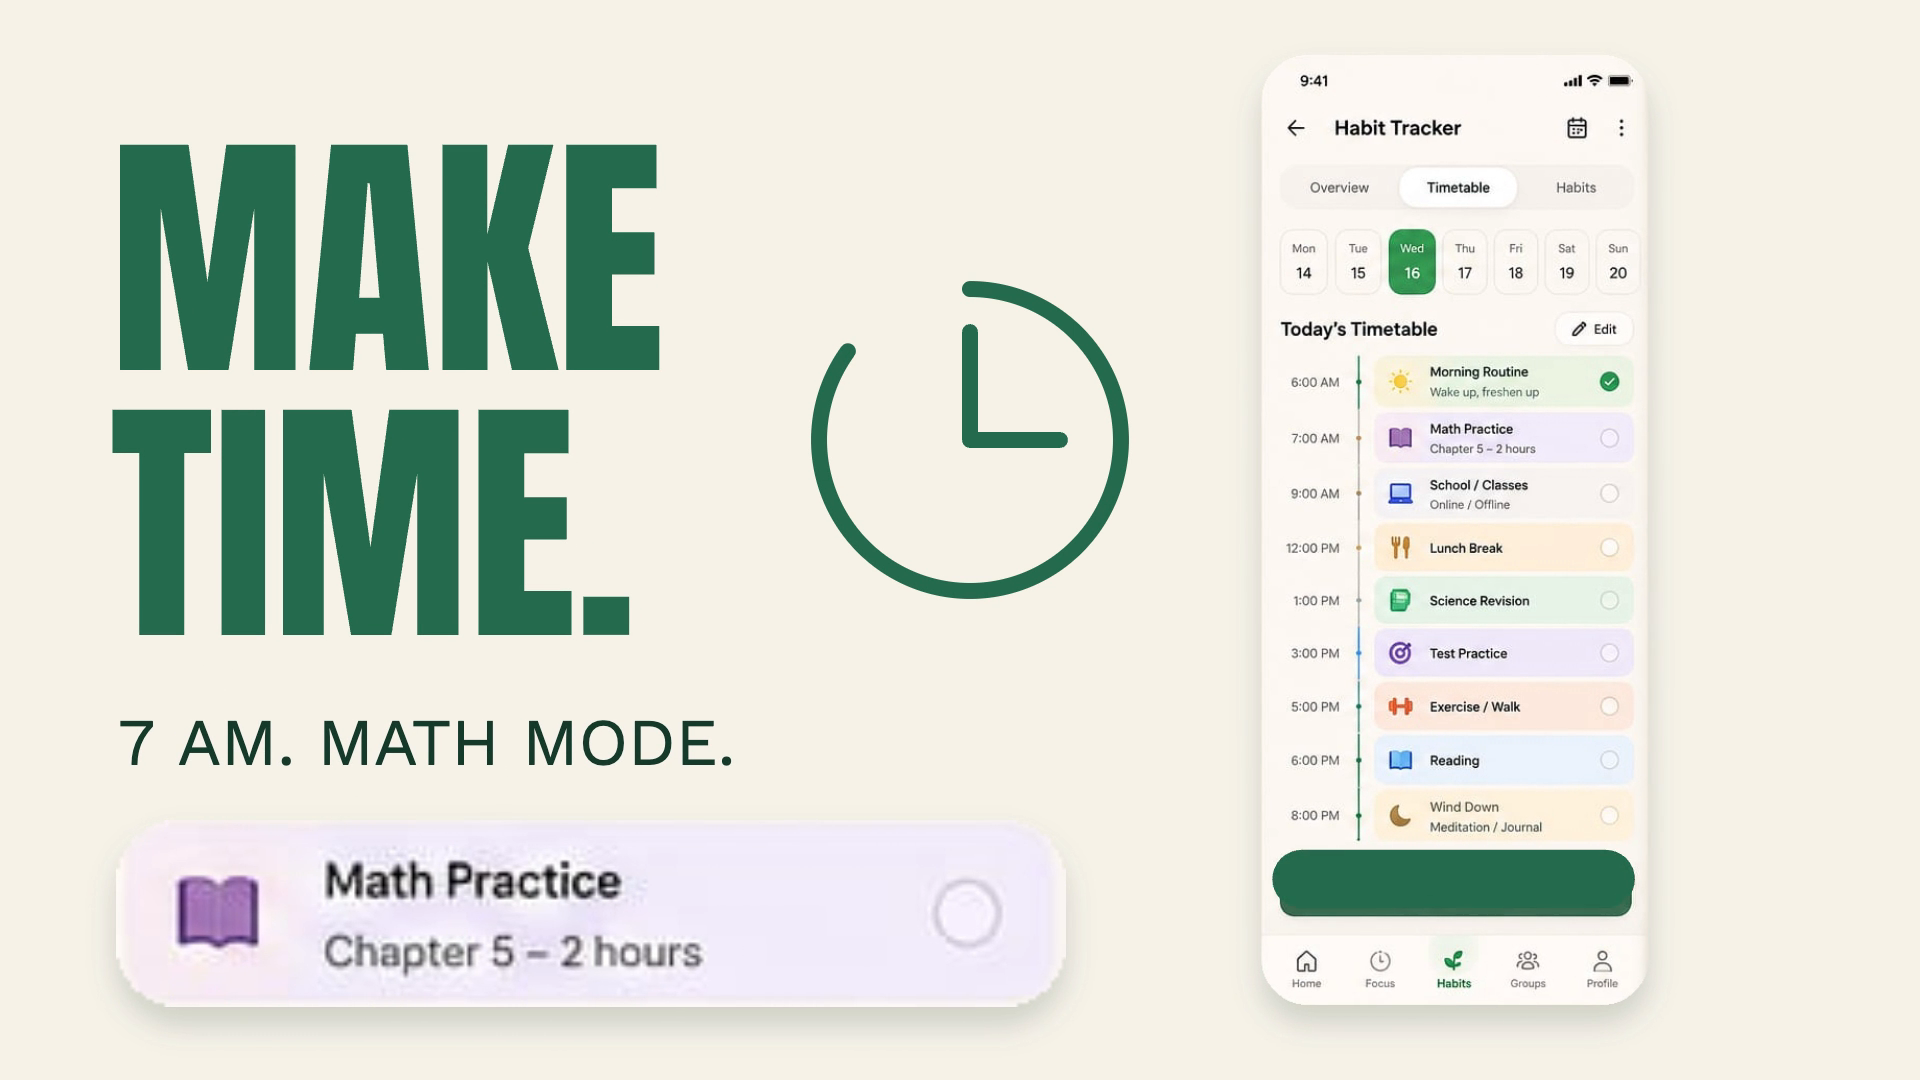 MAKE
TIME.
7 AM. MATH MODE.
Math Practice
Chapter 5 – 2 hours
9:41
Habit Tracker
Overview Timetable Habits
Mon Tue Wed Thu Fri Sat Sun
14 15 16 17 18 19 20
Today's Timetable Edit
6:00 AM Morning Routine
Wake up, freshen up
7:00 AM Math Practice
Chapter 5 – 2 hours
9:00 AM School / Classes
Online / Offline
12:00 PM Lunch Break
1:00 PM Science Revision
3:00 PM Test Practice
5:00 PM Exercise / Walk
6:00 PM Reading
8:00 PM Wind Down
Meditation / Journal
Home Focus Habits Groups Profile